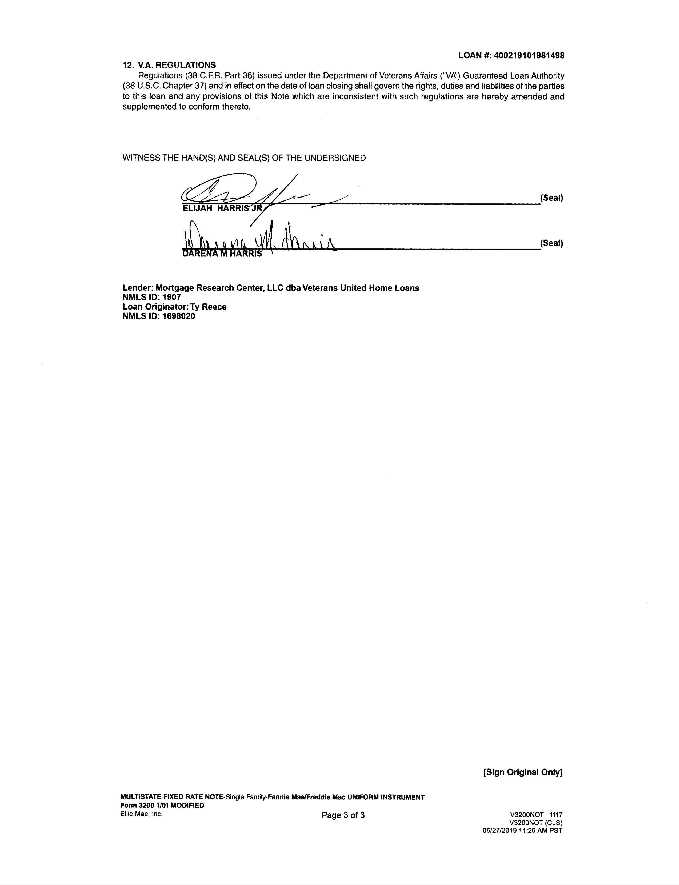 LOAN #: 400219101981498
12. V.A. REGULATIONS
Regulations (38 C.F.R. Part 36) issued under the Department of Veterans Affairs ("VA") Guaranteed Loan Authority
(38 U.S.C. Chapter 37) and in effect on the date of loan closing shall govern the rights, duties and liabilities of the parties
to this loan and any provisions of this Note which are inconsistent with such regulations are hereby amended and
supplemented to conform thereto.
WITNESS THE HAND(S) AND SEAL(S) OF THE UNDERSIGNED
(Seal)
ELIJAH HARRIS JR
Darena M. Harris
(Seal)
DARENA M HARRIS
Lender: Mortgage Research Center, LLC dba Veterans United Home Loans
NMLS ID: 1907
Loan Originator: Ty Reece
NMLS ID: 1698020
[Sign Original Only]
MULTISTATE FIXED RATE NOTE-Single Family-Fannie Mae/Freddie Mac UNIFORM INSTRUMENT
Form 3200 1/01 MODIFIED
Ellie Mae, Inc.
Page 3 of 3
V3200NOT 1117
V3200NOT (CLS)
/27/2019 11:26 AM PST